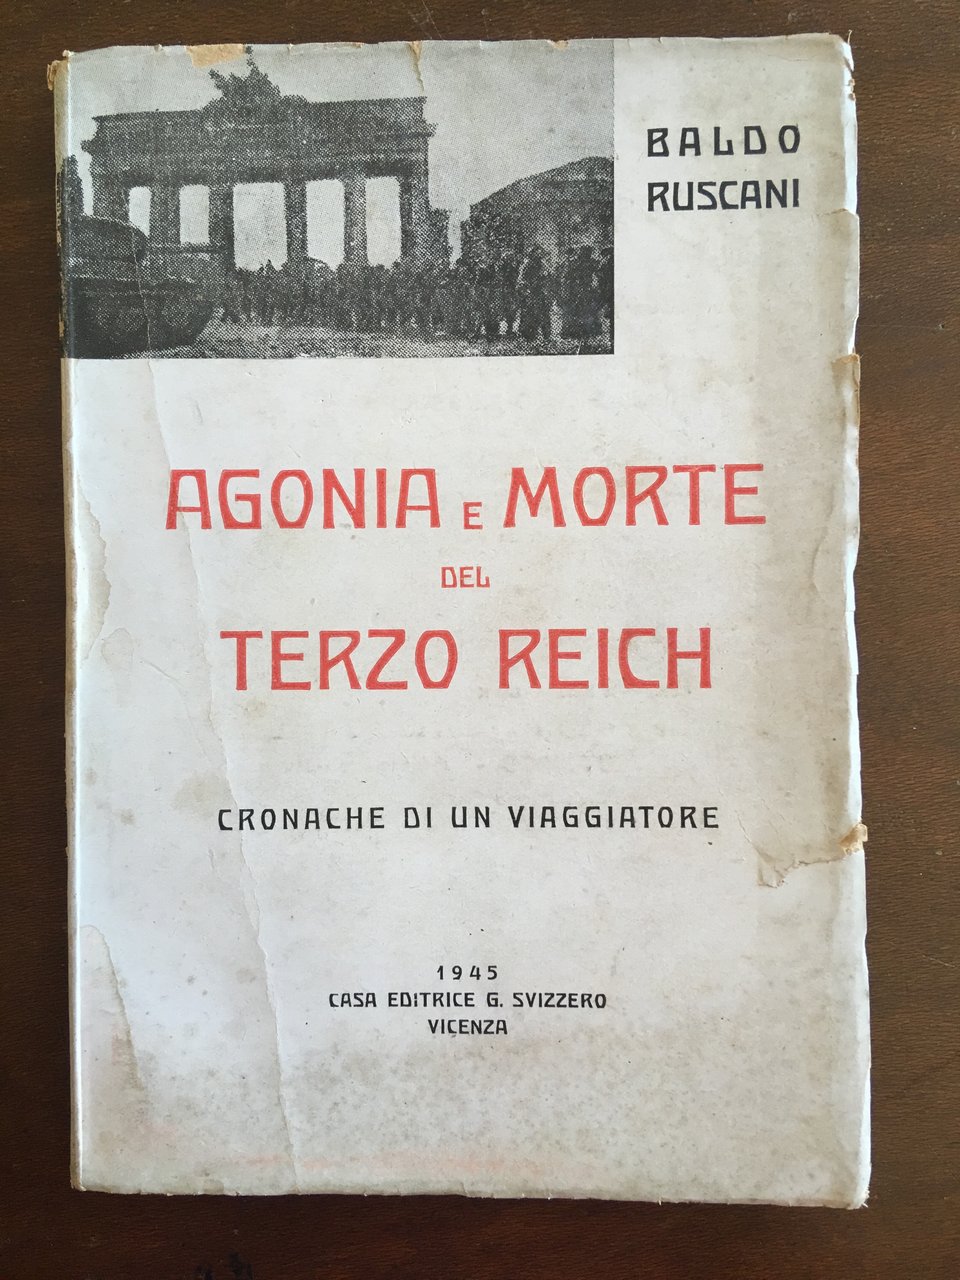 BALDO
RUSCANI
AGONIA E MORTE
DEL
TERZO REICH
CRONACHE DI UN VIAGGIATORE
1945
CASA EDITRICE G. SVIZZERO
VICENZA